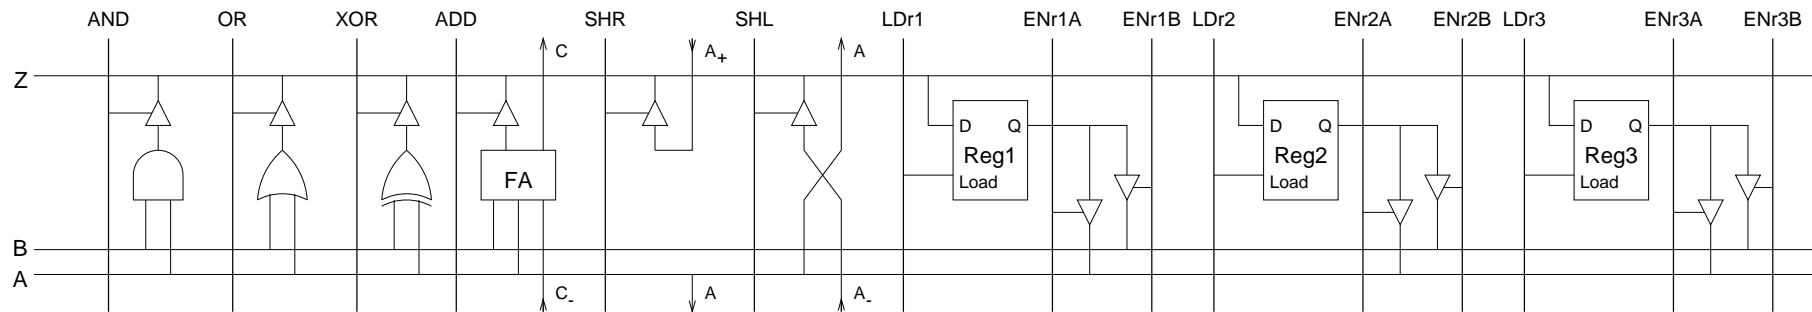 AND OR XOR ADD SHR SHL LDr1 ENr1A ENr1B LDr2 ENr2A ENr2B LDr3 ENr3A ENr3B
C A+ A
Z
D Q D Q D Q
Reg1 Reg2 Reg3
FA Load Load Load
B
A
C- A A-